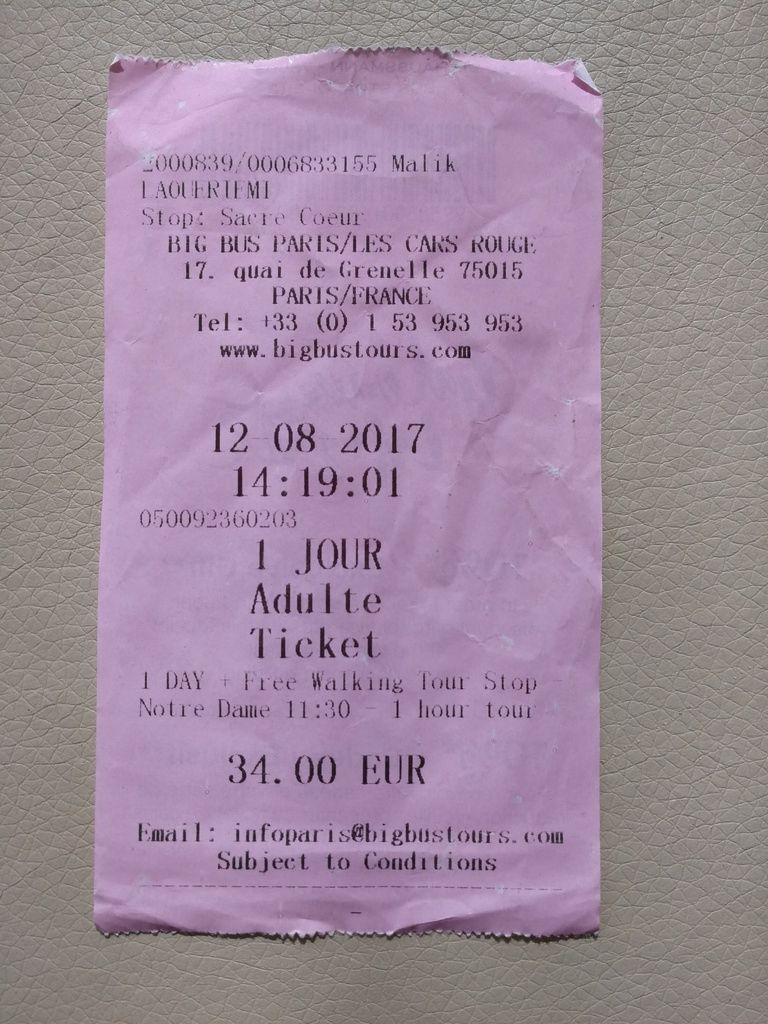 2000839/0006833155 Malik
LAOUERIEMI
Stop: Sacre Coeur
BIG BUS PARIS/LES CARS ROUGE
17. quai de Grenelle 75015
PARIS/FRANCE
Tel: +33 (0) 1 53 953 953
www.bigbustours.com
12-08-2017
14:19:01
050092360203
1 JOUR
Adulte
Ticket
1 DAY + Free Walking Tour Stop -
Notre Dame 11:30 - 1 hour tour
34.00 EUR
Email: infoparis@bigbustours.com
Subject to Conditions